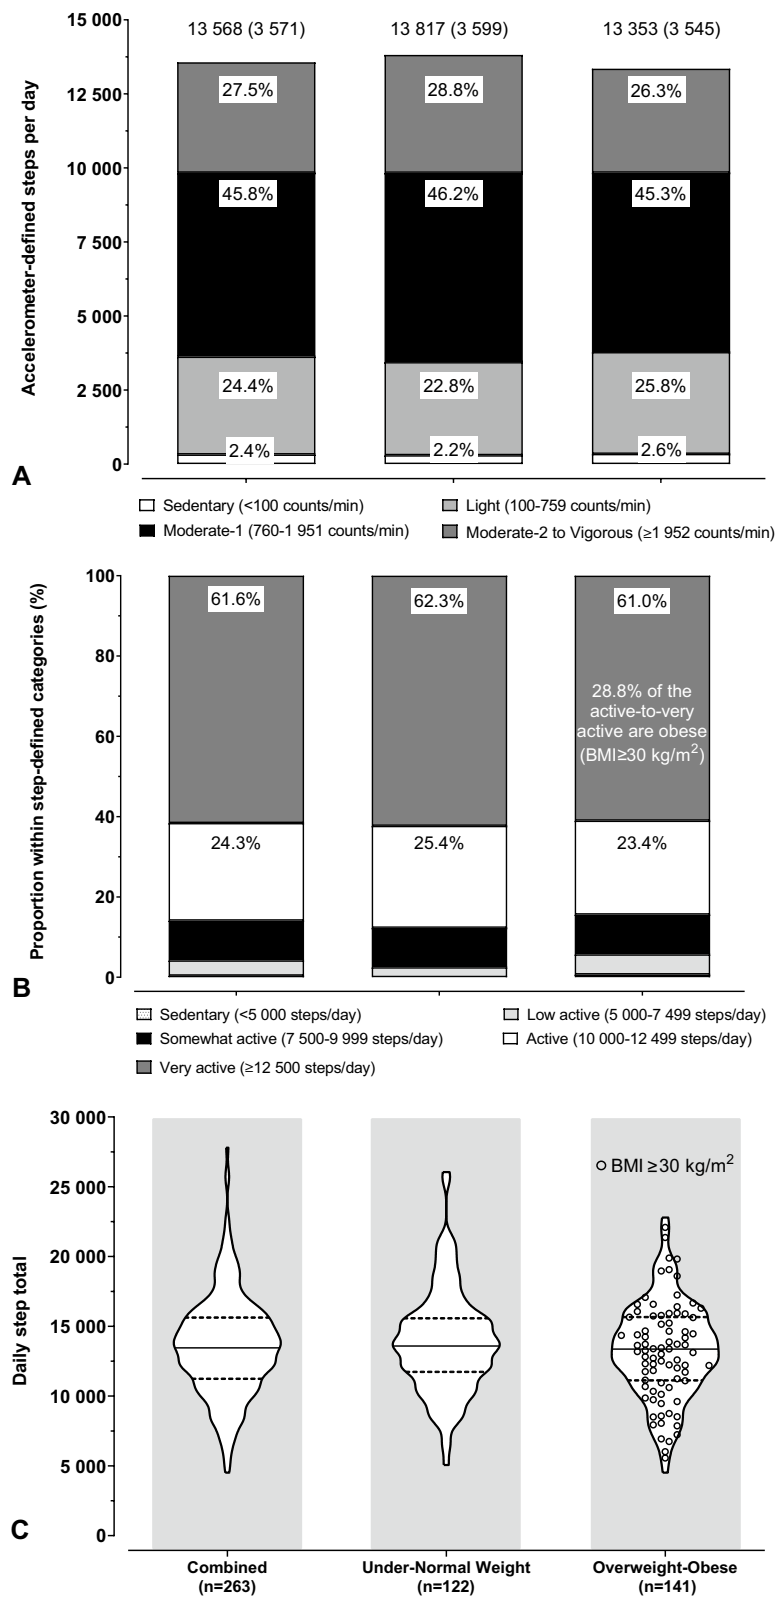 15 000
13 568 (3 571)
13 817 (3 599)
13 353 (3 545)
12 500
10 000
7 500
5 000
2 500
0
Accelerometer-defined steps per day
27.5%
28.8%
26.3%
45.8%
46.2%
45.3%
24.4%
22.8%
25.8%
2.4%
2.2%
2.6%
A
Sedentary (<100 counts/min)
Light (100-759 counts/min)
Moderate-1 (760-1 951 counts/min)
Moderate-2 to Vigorous (≥1 952 counts/min)
100
80
60
40
20
0
Proportion within step-defined categories (%)
61.6%
62.3%
61.0%
28.8% of the
active-to-very
active are obese
(BMI≥30 kg/m²)
24.3%
25.4%
23.4%
B
Sedentary (<5 000 steps/day)
Low active (5 000-7 499 steps/day)
Somewhat active (7 500-9 999 steps/day)
Active (10 000-12 499 steps/day)
Very active (≥12 500 steps/day)
30 000
25 000
20 000
15 000
10 000
5 000
0
Daily step total
BMI ≥30 kg/m²
C
Combined
(n=263)
Under-Normal Weight
(n=122)
Overweight-Obese
(n=141)